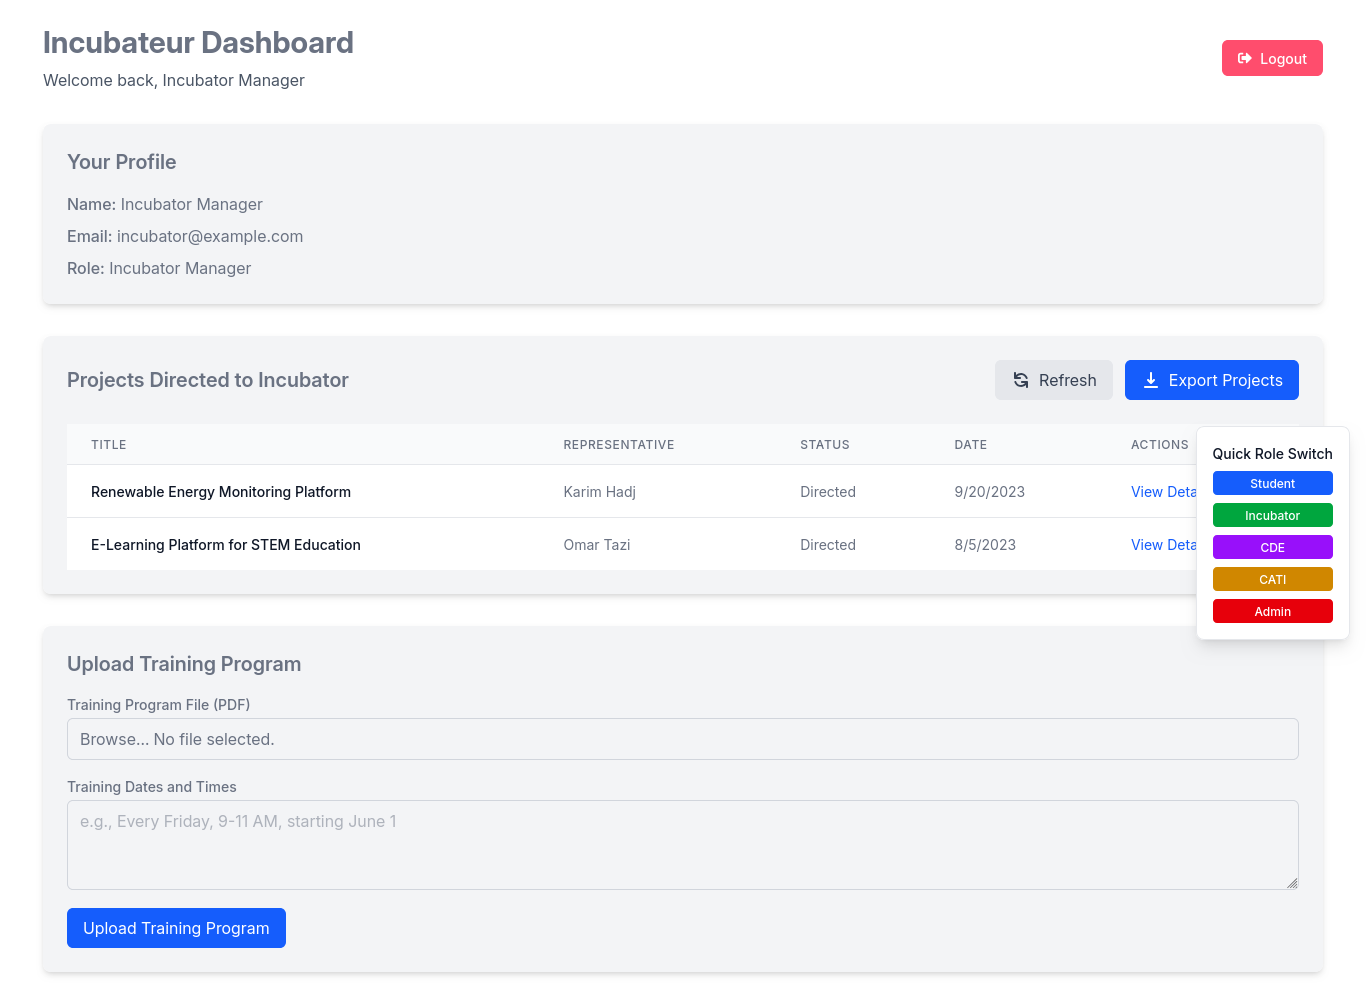 Incubateur Dashboard
Welcome back, Incubator Manager
Logout
Your Profile
Name: Incubator Manager
Email: incubator@example.com
Role: Incubator Manager
Projects Directed to Incubator
Refresh
Export Projects
TITLE REPRESENTATIVE STATUS DATE ACTIONS
Renewable Energy Monitoring Platform Karim Hadj Directed 9/20/2023 View Deta
E-Learning Platform for STEM Education Omar Tazi Directed 8/5/2023 View Deta
Quick Role Switch
Student
Incubator
CDE
CATI
Admin
Upload Training Program
Training Program File (PDF)
Browse... No file selected.
Training Dates and Times
e.g., Every Friday, 9-11 AM, starting June 1
Upload Training Program